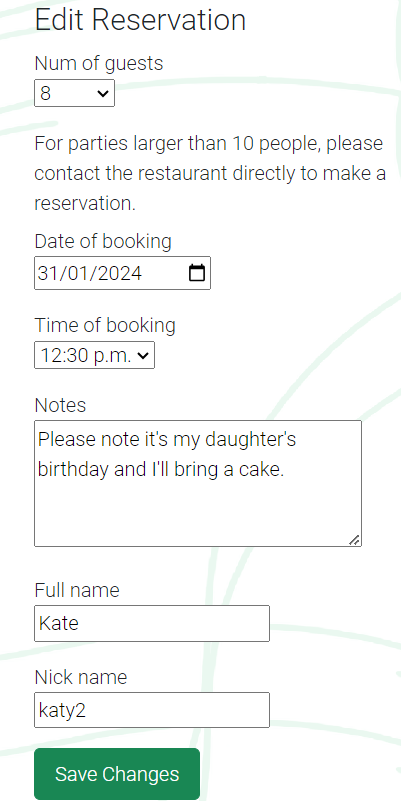 Edit Reservation
Num of guests
8
For parties larger than 10 people, please
contact the restaurant directly to make a
reservation.
Date of booking
31/01/2024
Time of booking
12:30 p.m.
Notes
Please note it's my daughter's
birthday and I'll bring a cake.
Full name
Kate
Nick name
katy2
Save Changes